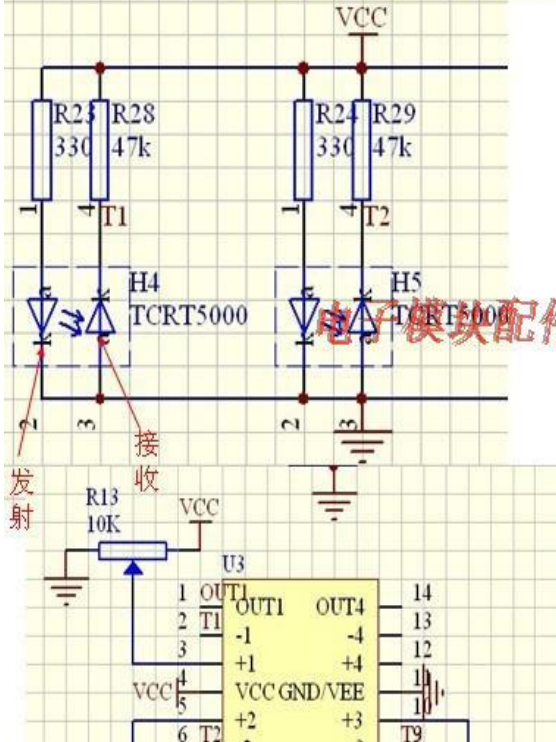 VCC
R23 R28 R24 R29
330 47k 330 47k
1 4 T1 1 4 T2
a k H4 a k H5
TCRT5000 TCRT5000
电子模块配件
k k a
2 3 2 3
发射
接收
R13
10K
VCC
U3
1 OUT1 OUT1 OUT4 14
2 T1 -1 -4 13
3 +1 +4 12
4 VCC VCC GND/VEE 11
5 +2 +3 10
6 T2 T9